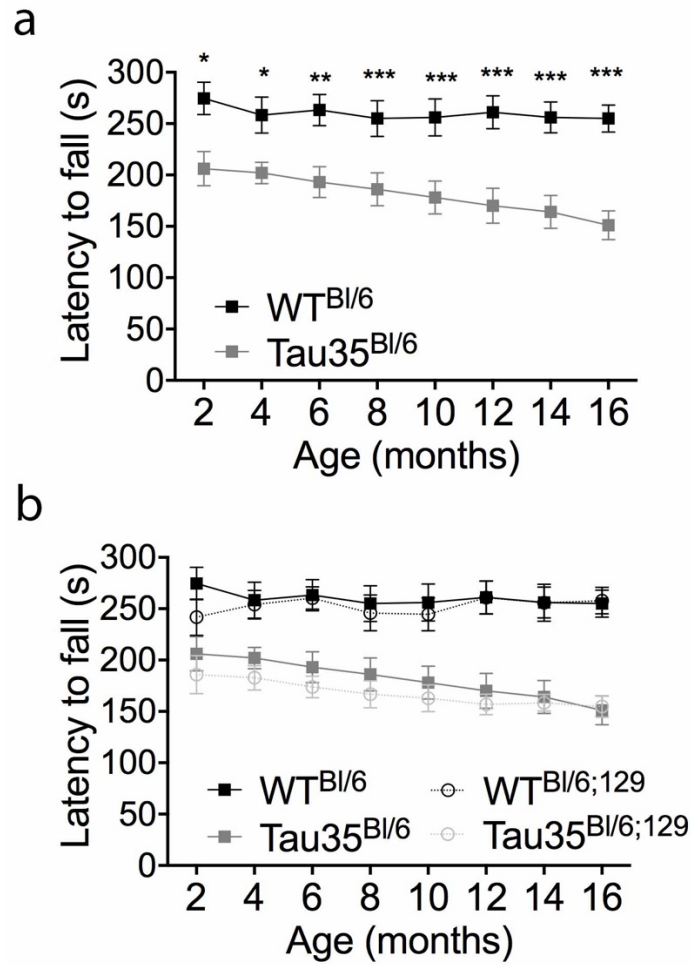 a
* * ** *** *** *** *** ***
300
250
200
150
100
50
0
Latency to fall (s)
WT^Bl/6
Tau35^Bl/6
2 4 6 8 10 12 14 16
Age (months)
b
300
250
200
150
100
50
0
Latency to fall (s)
WT^Bl/6 WT^Bl/6;129
Tau35^Bl/6 Tau35^Bl/6;129
2 4 6 8 10 12 14 16
Age (months)